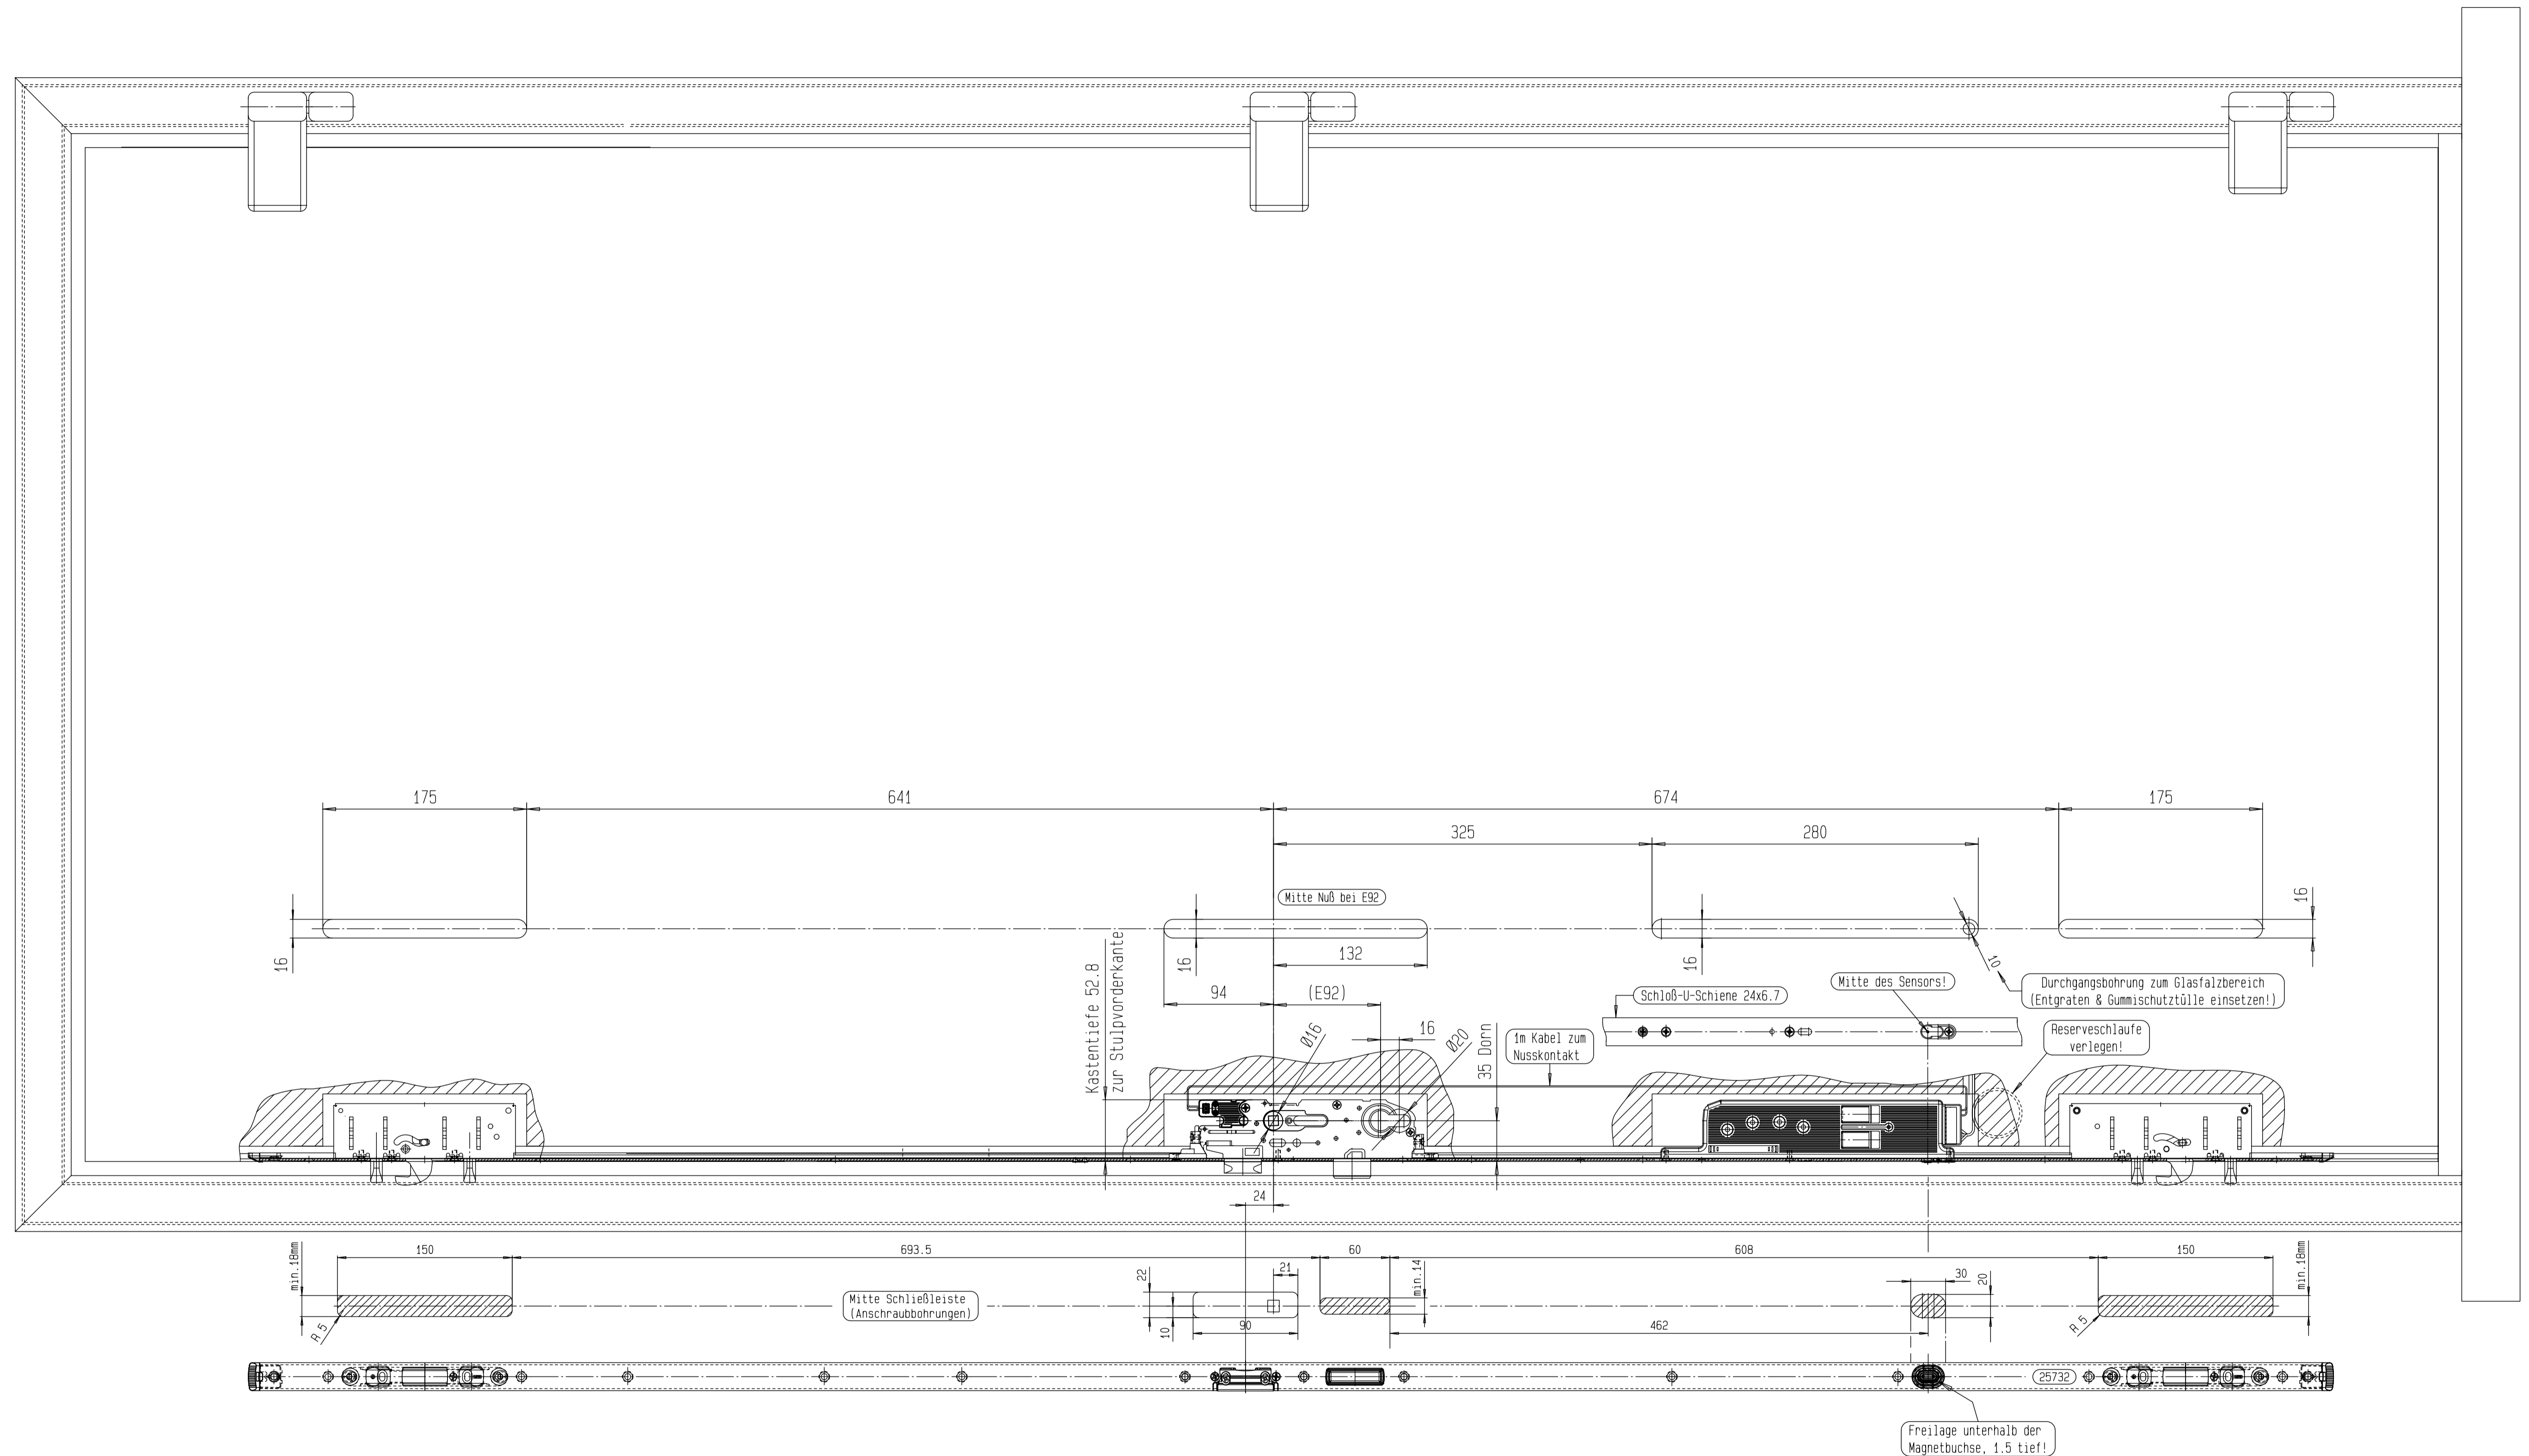 175
641
674
175
325
280
Mitte Nuß bei E92
16
16
132
16
16
10
94
(E92)
Kastentiefe 52.8
zur Stulpvorderkante
Ø16
16
Ø20
35 Dorn
Schloß-U-Schiene 24x6.7
Mitte des Sensors!
Durchgangsbohrung zum Glasfalzbereich
(Entgraten & Gummischutztülle einsetzen!)
1m Kabel zum
Nusskontakt
Reserveschlaufe
verlegen!
24
150
693.5
60
608
150
min.18mm
R 5
Mitte Schließleiste
(Anschraubbohrungen)
22
10
21
90
min.14
462
30
20
R 5
min.18mm
25732
Freilage unterhalb der
Magnetbuchse, 1.5 tief!